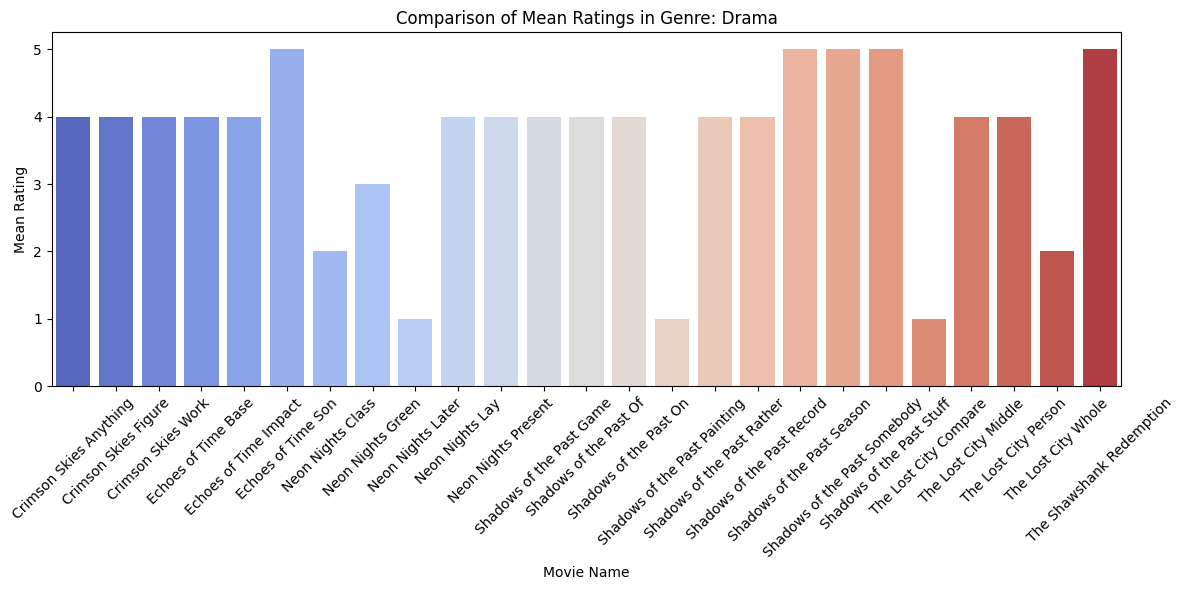 Comparison of Mean Ratings in Genre: Drama
Mean Rating
5
4
3
2
1
0
Crimson Skies Anything
Crimson Skies Figure
Crimson Skies Work
Echoes of Time Base
Echoes of Time Impact
Echoes of Time Son
Neon Nights Class
Neon Nights Green
Neon Nights Later
Neon Nights Lay
Neon Nights Present
Shadows of the Past Game
Shadows of the Past Of
Shadows of the Past On
Shadows of the Past Painting
Shadows of the Past Rather
Shadows of the Past Record
Shadows of the Past Season
Shadows of the Past Somebody
Shadows of the Past Stuff
The Lost City Compare
The Lost City Middle
The Lost City Person
The Lost City Whole
The Shawshank Redemption
Movie Name